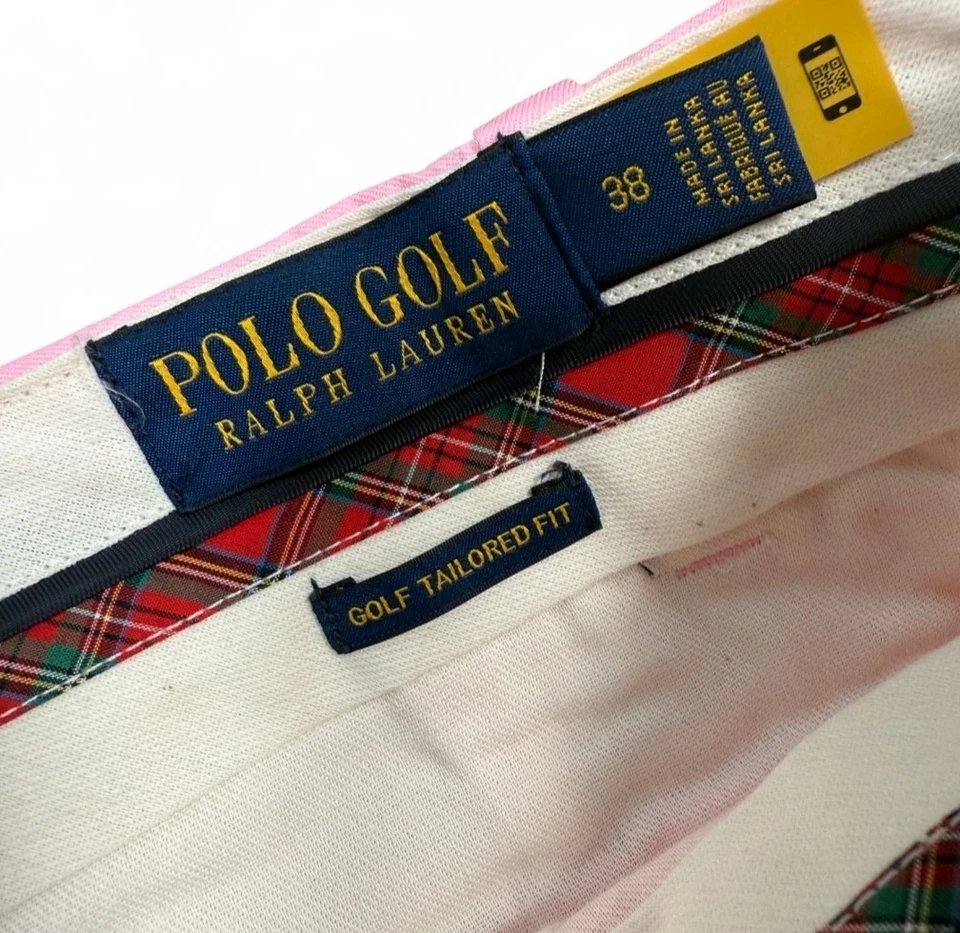 POLO GOLF
RALPH LAUREN
38
MADE IN
SRI LANKA
FABRIQUÉ AU
SRI LANKA
GOLF TAILORED FIT